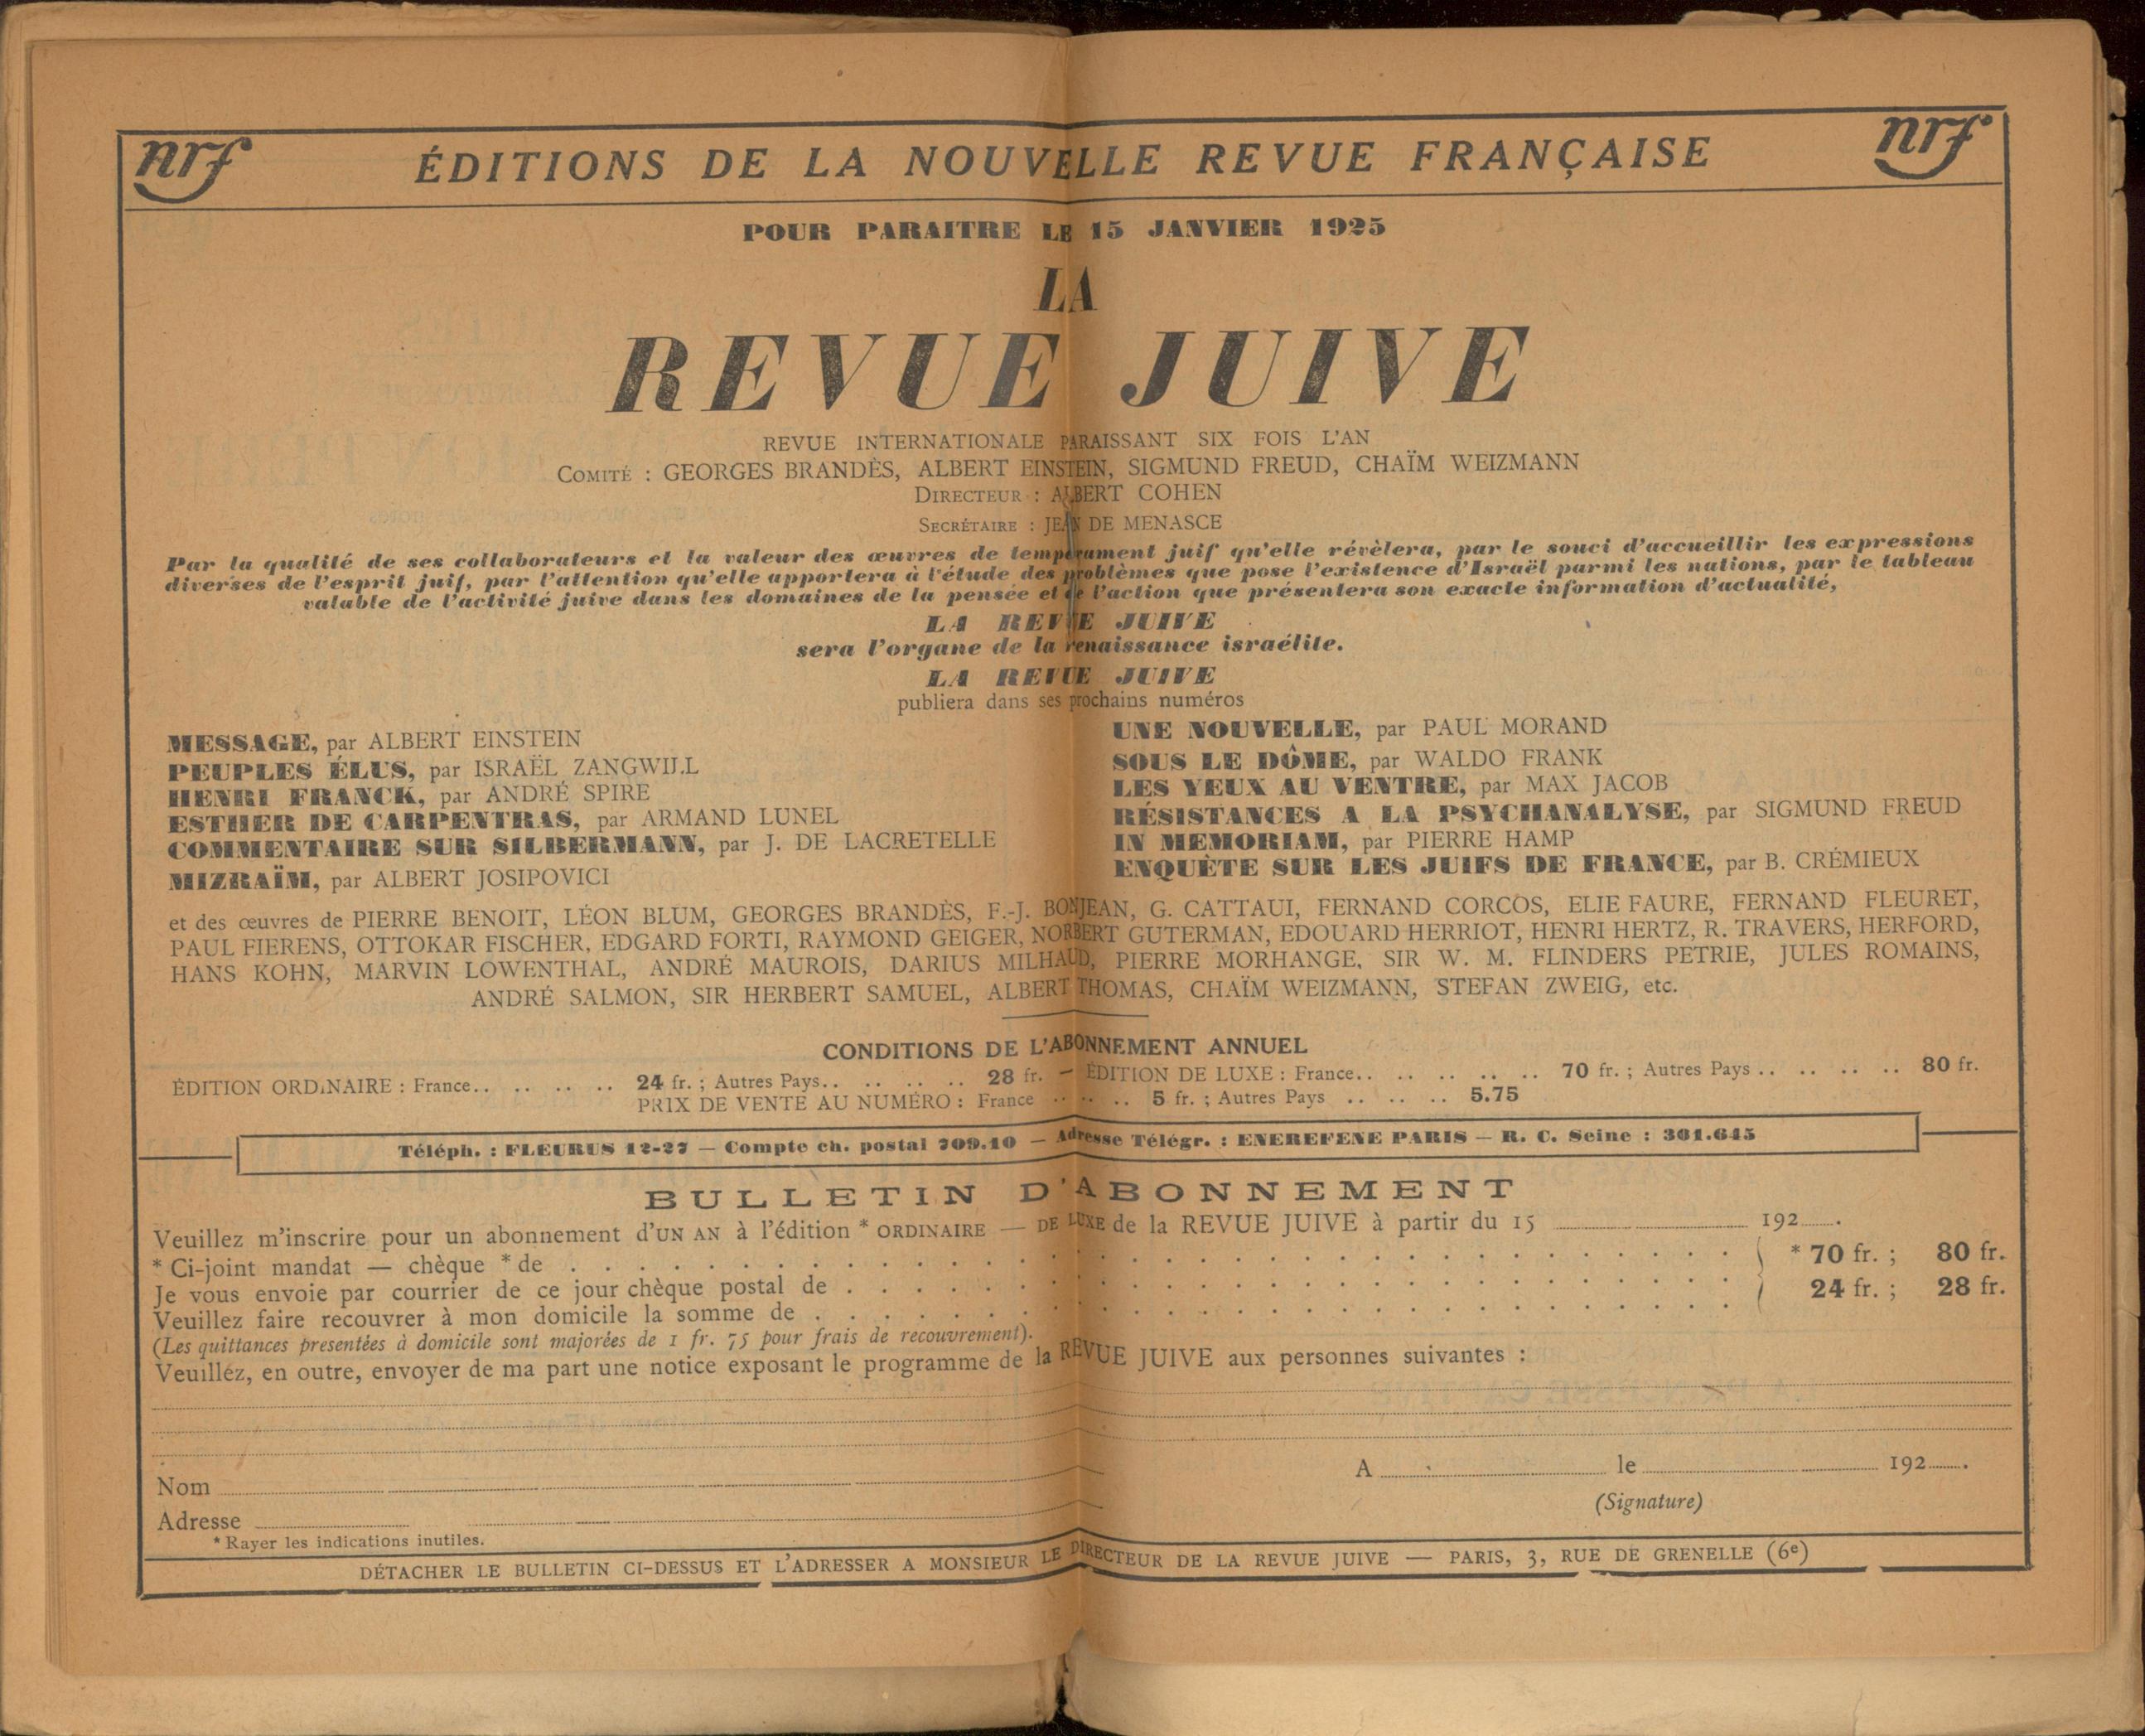 nrf ÉDITIONS DE LA NOUVELLE REVUE FRANÇAISE nrf
POUR PARAITRE LE 15 JANVIER 1925
LA
REVUE JUIVE
REVUE INTERNATIONALE PARAISSANT SIX FOIS L'AN
COMITÉ : GEORGES BRANDÈS, ALBERT EINSTEIN, SIGMUND FREUD, CHAÏM WEIZMANN
DIRECTEUR : ALBERT COHEN
SECRÉTAIRE : JEAN DE MENASCE
Par la qualité de ses collaborateurs et la valeur des œuvres de tempérament juif qu'elle révèlera, par le souci d'accueillir les expressions
diverses de l'esprit juif, par l'attention qu'elle apportera à l'étude des problèmes que pose l'existence d'Israël parmi les nations, par le tableau
valable de l'activité juive dans les domaines de la pensée et de l'action que présentera son exacte information d'actualité,
LA REVUE JUIVE
sera l'organe de la renaissance israélite.
LA REVUE JUIVE
publiera dans ses prochains numéros
MESSAGE, par ALBERT EINSTEIN
PEUPLES ÉLUS, par ISRAËL ZANGWILL
HENRI FRANCK, par ANDRÉ SPIRE
ESTHER DE CARPENTRAS, par ARMAND LUNEL
COMMENTAIRE SUR SILBERMANN, par J. DE LACRETELLE
MIZRAÏM, par ALBERT JOSIPOVICI
UNE NOUVELLE, par PAUL MORAND
SOUS LE DÔME, par WALDO FRANK
LES YEUX AU VENTRE, par MAX JACOB
RÉSISTANCES A LA PSYCHANALYSE, par SIGMUND FREUD
IN MEMORIAM, par PIERRE HAMP
ENQUÈTE SUR LES JUIFS DE FRANCE, par B. CRÉMIEUX
et des œuvres de PIERRE BENOIT, LÉON BLUM, GEORGES BRANDÈS, F.-J. BONJEAN, G. CATTAUI, FERNAND CORCOS, ELIE FAURE, FERNAND FLEURET,
PAUL FIERENS, OTTOKAR FISCHER, EDGARD FORTI, RAYMOND GEIGER, NORBERT GUTERMAN, EDOUARD HERRIOT, HENRI HERTZ, R. TRAVERS, HERFORD,
HANS KOHN, MARVIN LOWENTHAL, ANDRÉ MAUROIS, DARIUS MILHAUD, PIERRE MORHANGE, SIR W. M. FLINDERS PETRIE, JULES ROMAINS,
ANDRÉ SALMON, SIR HERBERT SAMUEL, ALBERT THOMAS, CHAÏM WEIZMANN, STEFAN ZWEIG, etc.
CONDITIONS DE L'ABONNEMENT ANNUEL
ÉDITION ORDINAIRE : France.. .. .. .. .. 24 fr. ; Autres Pays.. .. .. .. .. 28 fr. — ÉDITION DE LUXE : France.. .. .. .. .. .. 70 fr. ; Autres Pays .. .. .. .. .. 80 fr.
PRIX DE VENTE AU NUMÉRO : France .. .. .. 5 fr. ; Autres Pays .. .. .. 5.75
Téléph. : FLEURUS 12-27 — Compte ch. postal 709.10 — Adresse Télégr. : ENEREFENE PARIS — R. C. Seine : 301.645
BULLETIN D'ABONNEMENT
Veuillez m'inscrire pour un abonnement d'UN AN à l'édition * ORDINAIRE — DE LUXE de la REVUE JUIVE à partir du 15 192 .
* Ci-joint mandat — chèque * de . . . . . * 70 fr. ; 80 fr.
Je vous envoie par courrier de ce jour chèque postal de . . . . . 24 fr. ; 28 fr.
Veuillez faire recouvrer à mon domicile la somme de . . . . .
(Les quittances presentées à domicile sont majorées de 1 fr. 75 pour frais de recouvrement).
Veuillez, en outre, envoyer de ma part une notice exposant le programme de la REVUE JUIVE aux personnes suivantes :
A le 192 .
Nom
(Signature)
Adresse
* Rayer les indications inutiles.
DÉTACHER LE BULLETIN CI-DESSUS ET L'ADRESSER A MONSIEUR LE DIRECTEUR DE LA REVUE JUIVE — PARIS, 3, RUE DE GRENELLE (6e)